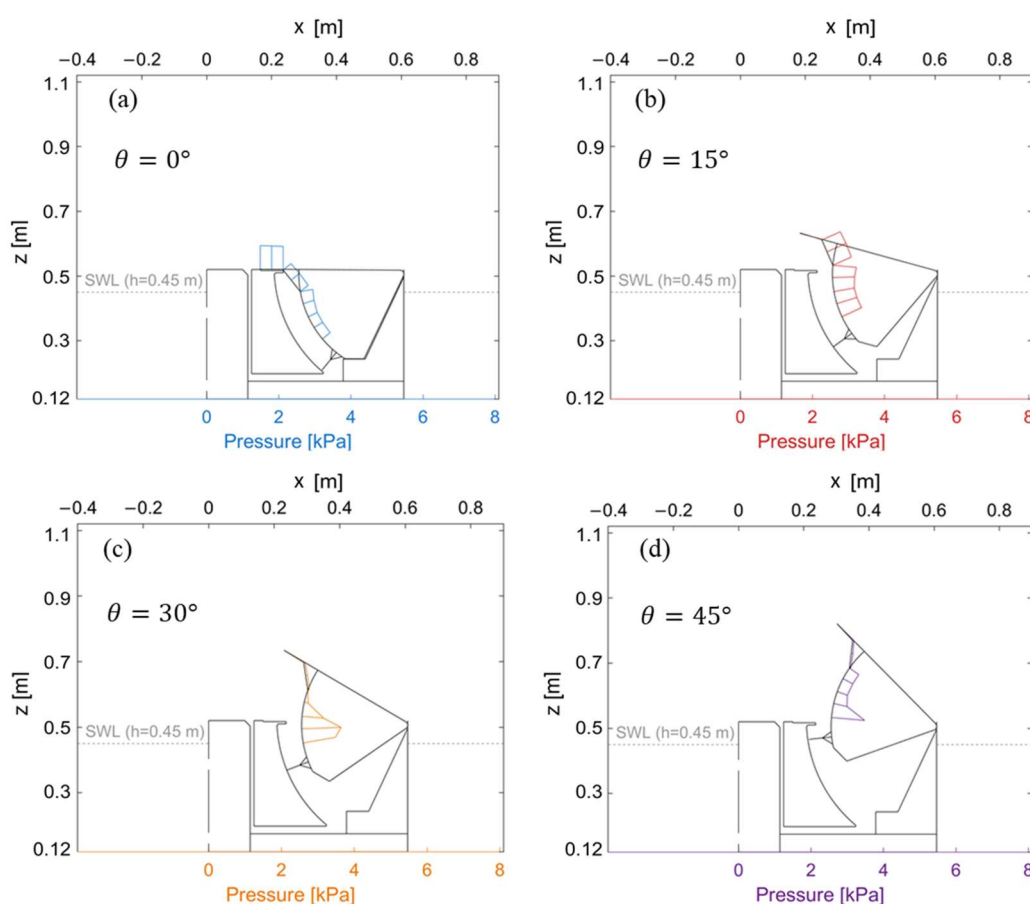 x [m]
−0.4 −0.2 0 0.2 0.4 0.6 0.8
1.1
(a)
0.9
θ = 0°
0.7
z [m]
0.5
SWL (h=0.45 m)
0.3
0.12
0 2 4 6 8
Pressure [kPa]
x [m]
−0.4 −0.2 0 0.2 0.4 0.6 0.8
1.1
(b)
0.9
θ = 15°
0.7
z [m]
0.5
SWL (h=0.45 m)
0.3
0.12
0 2 4 6 8
Pressure [kPa]
x [m]
−0.4 −0.2 0 0.2 0.4 0.6 0.8
1.1
(c)
0.9
θ = 30°
0.7
z [m]
0.5
SWL (h=0.45 m)
0.3
0.12
0 2 4 6 8
Pressure [kPa]
x [m]
−0.4 −0.2 0 0.2 0.4 0.6 0.8
1.1
(d)
0.9
θ = 45°
0.7
z [m]
0.5
SWL (h=0.45 m)
0.3
0.12
0 2 4 6 8
Pressure [kPa]